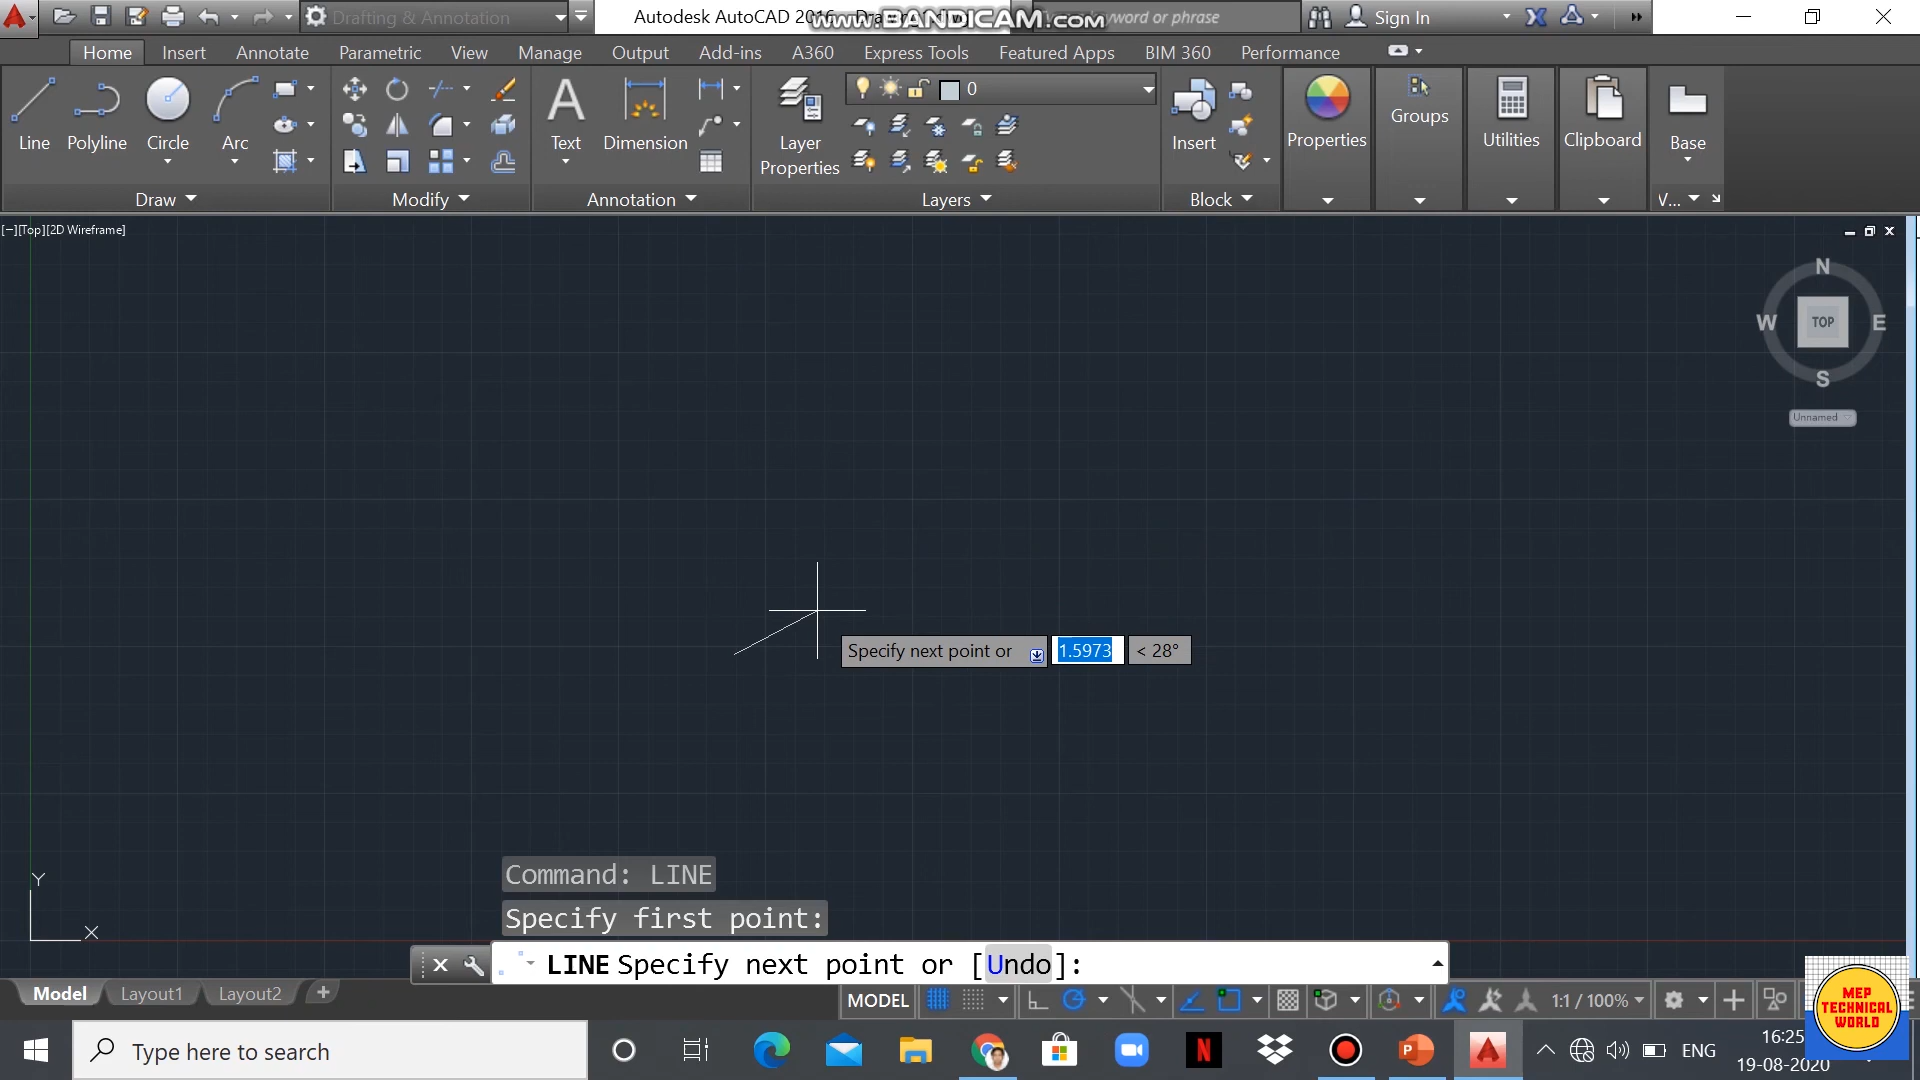 Drafting & Annotation
Autodesk AutoCAD 2016
www.BANDICAM.com
keyword or phrase
Sign In
Home Insert Annotate Parametric View Manage Output Add-ins A360 Express Tools Featured Apps BIM 360 Performance
0
Line Polyline Circle Arc
Text Dimension
Layer
Properties
Insert
Properties
Groups
Utilities
Clipboard
Base
Draw Modify Annotation Layers Block V...
[−][Top][2D Wireframe]
N
W TOP E
S
Unnamed
Specify next point or 1.5973 < 28°
Command: LINE
Y
Specify first point:
X
LINE Specify next point or [Undo]:
Model Layout1 Layout2 +
MODEL 1:1 / 100%
MEP
TECHNICAL
WORLD
Type here to search
ENG
16:25
19-08-2020